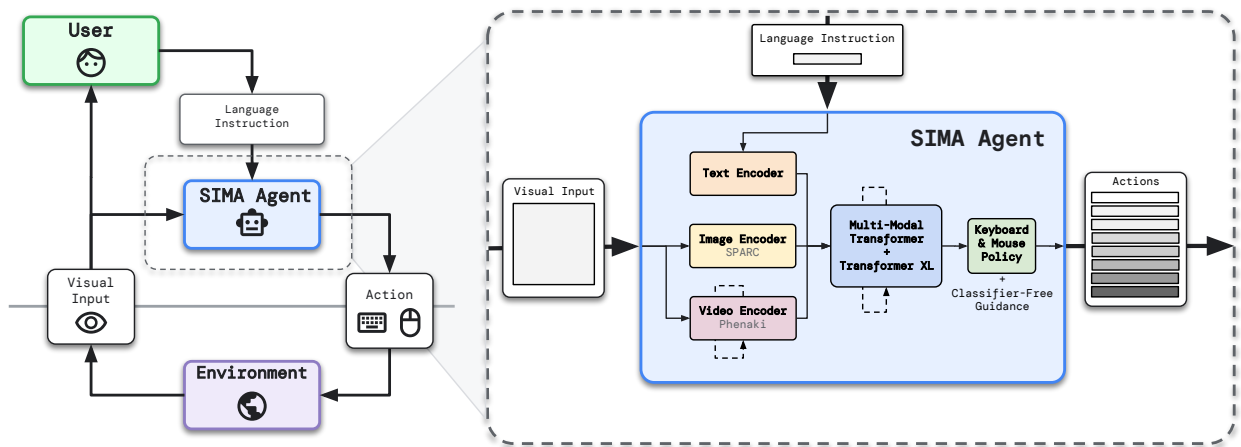 User
Language
Instruction
SIMA Agent
Visual
Input
Action
Environment
Language Instruction
SIMA Agent
Visual Input
Text Encoder
Image Encoder
SPARC
Video Encoder
Phenaki
Multi-Modal
Transformer
+
Transformer XL
Keyboard
& Mouse
Policy
+
Classifier-Free
Guidance
Actions